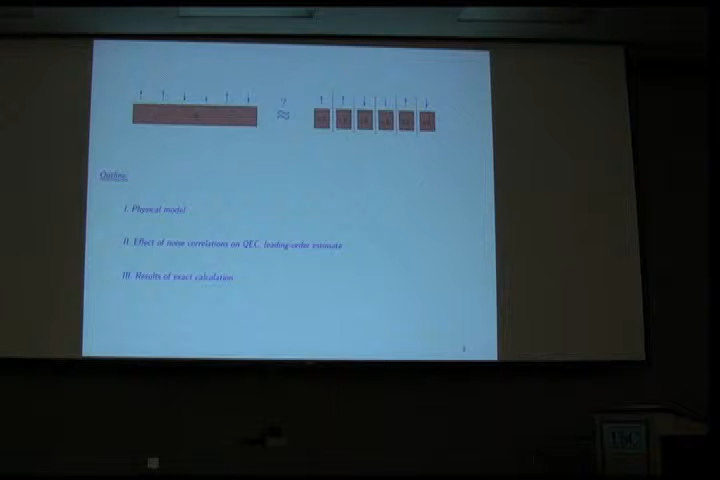 ?
≈
Outline:
I. Physical model
II. Effect of noise correlations on QEC, leading-order estimate
III. Results of exact calculation